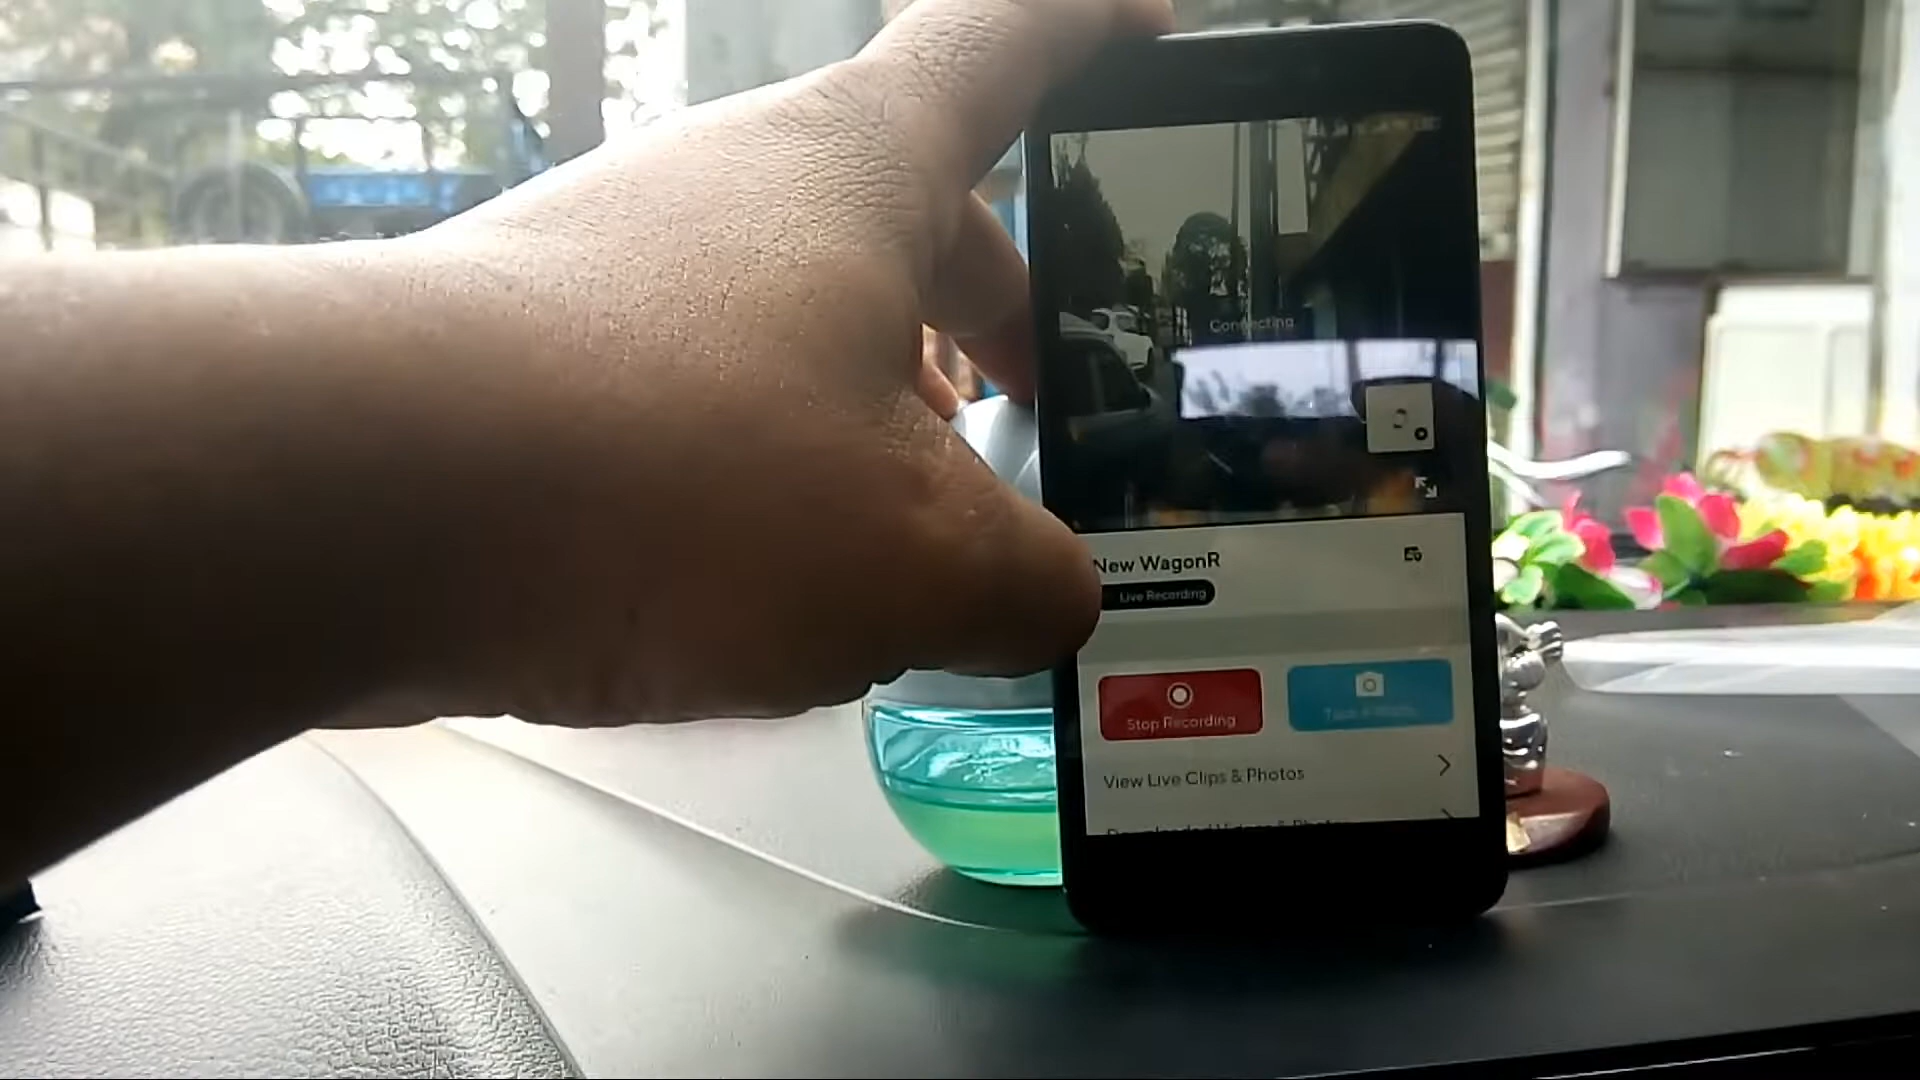 Connecting
New WagonR
Live Recording
Stop Recording
View Live Clips & Photos